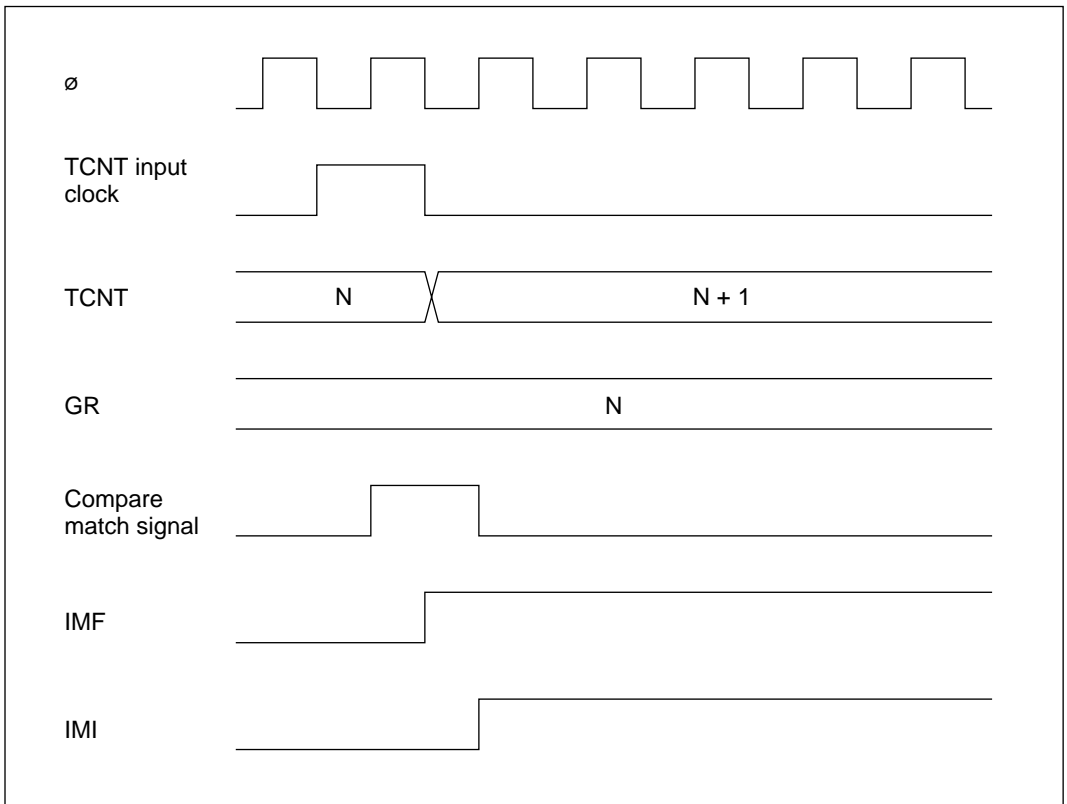 ø
TCNT input
clock
TCNT
N
N + 1
GR
N
Compare
match signal
IMF
IMI